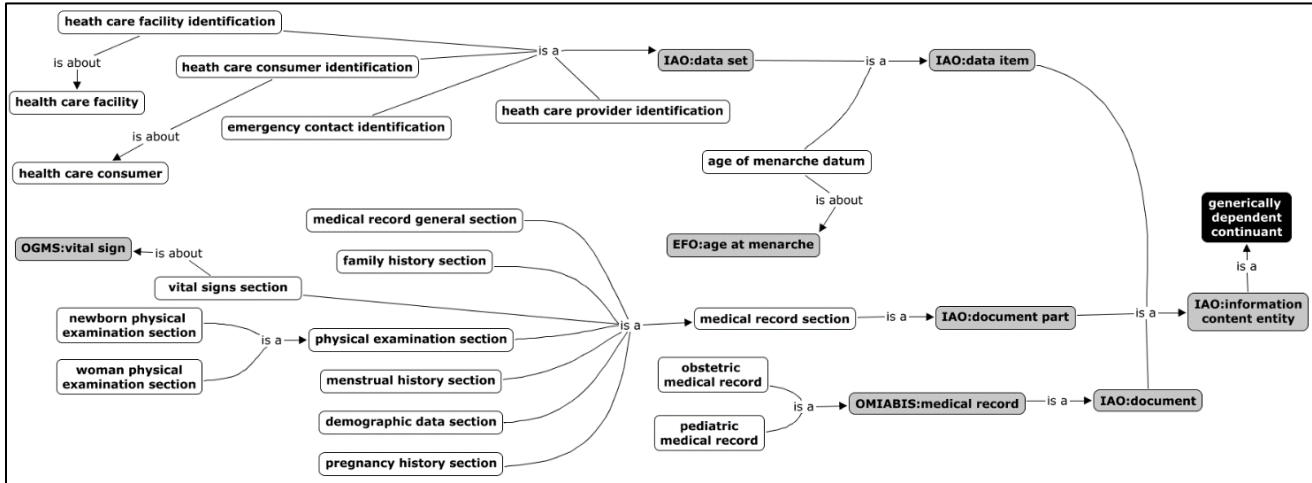 heath care facility identification
is a
IAO:data set
is a
IAO:data item
is about
heath care consumer identification
health care facility
heath care provider identification
emergency contact identification
is about
age of menarche datum
health care consumer
is about
generically
dependent
continuant
medical record general section
OGMS:vital sign
is about
EFO:age at menarche
family history section
is a
vital signs section
IAO:information
content entity
newborn physical
examination section
is a
physical examination section
is a
medical record section
is a
IAO:document part
is a
woman physical
examination section
menstrual history section
obstetric
medical record
is a
OMIABIS:medical record
is a
IAO:document
demographic data section
pediatric
medical record
pregnancy history section